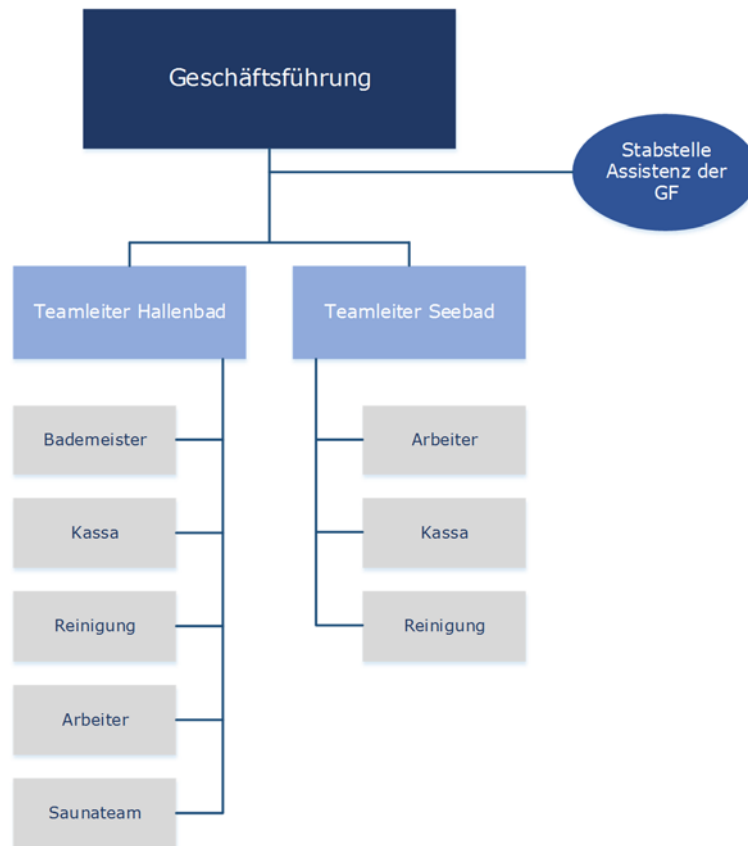 Geschäftsführung
Stabstelle
Assistenz der
GF
Teamleiter Hallenbad
Teamleiter Seebad
Bademeister
Arbeiter
Kassa
Kassa
Reinigung
Reinigung
Arbeiter
Saunateam